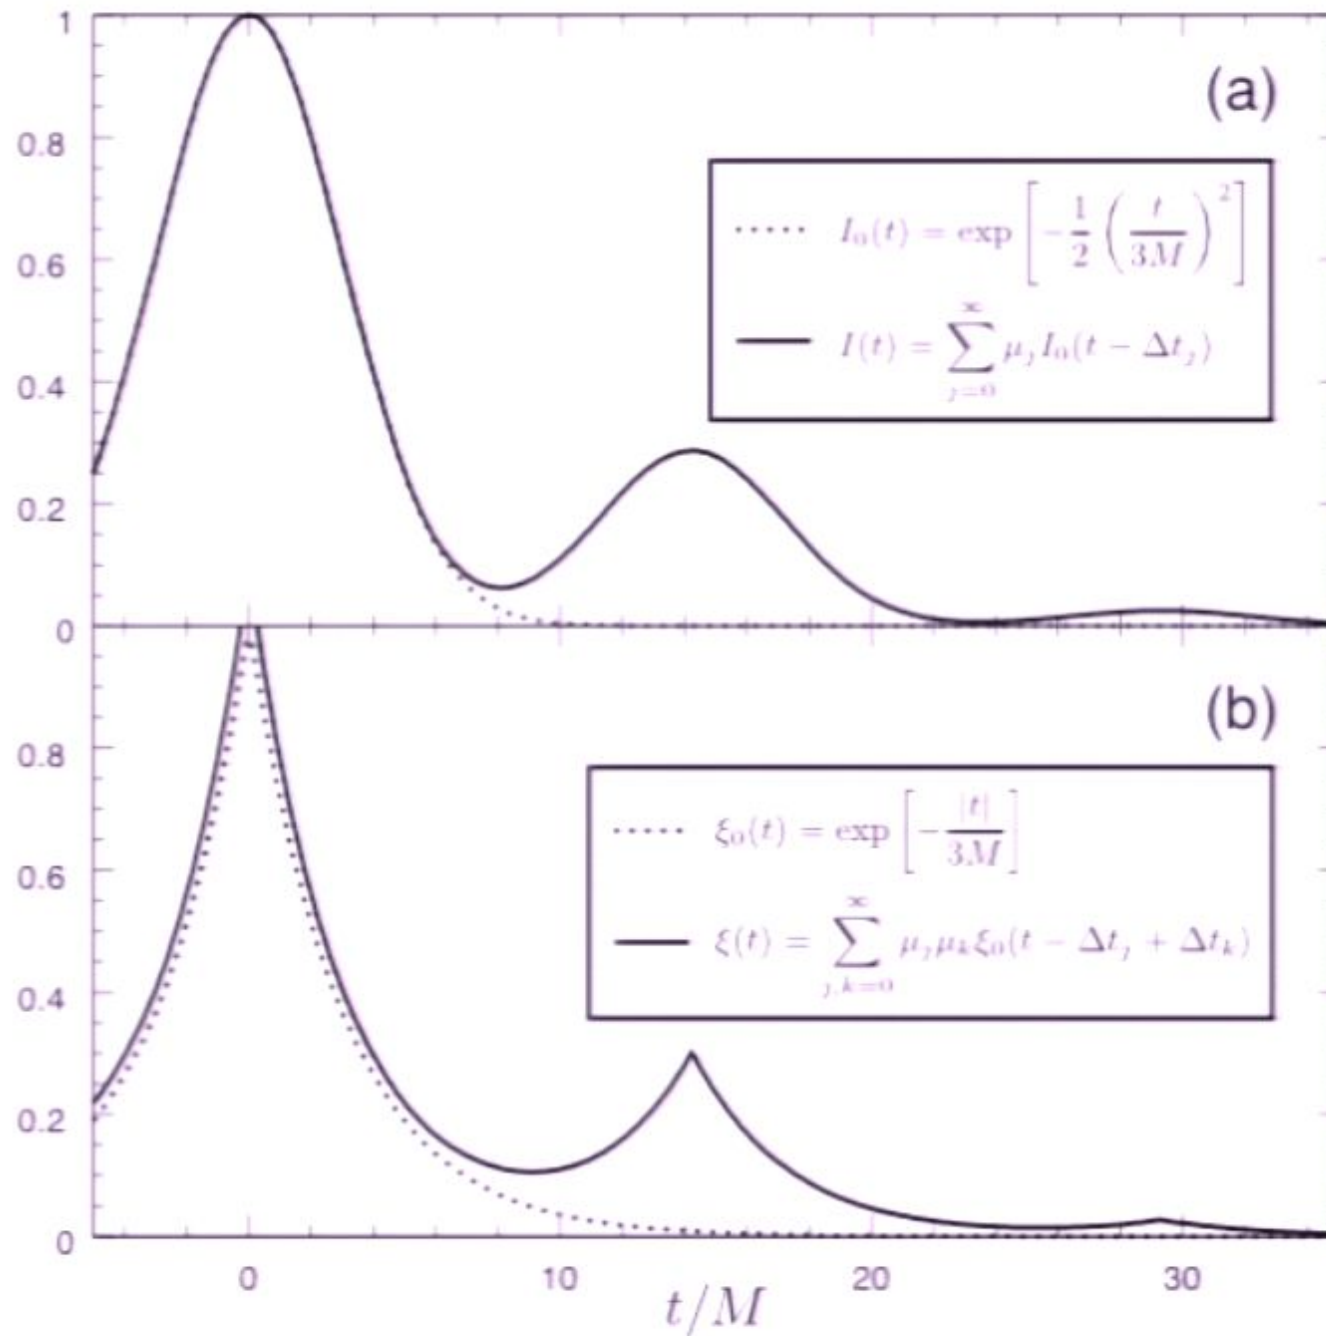 1
(a)
0.8
I₀(t) = exp[-1/2 (t/3M)²]
0.6
I(t) = ∑_{j=0}^{∞} μ_j I₀(t − Δt_j)
0.4
0.2
0
(b)
0.8
ξ₀(t) = exp[-|t|/3M]
0.6
ξ(t) = ∑_{j,k=0}^{∞} μ_j μ_k ξ₀(t − Δt_j + Δt_k)
0.4
0.2
0
0 10 20 30
t/M